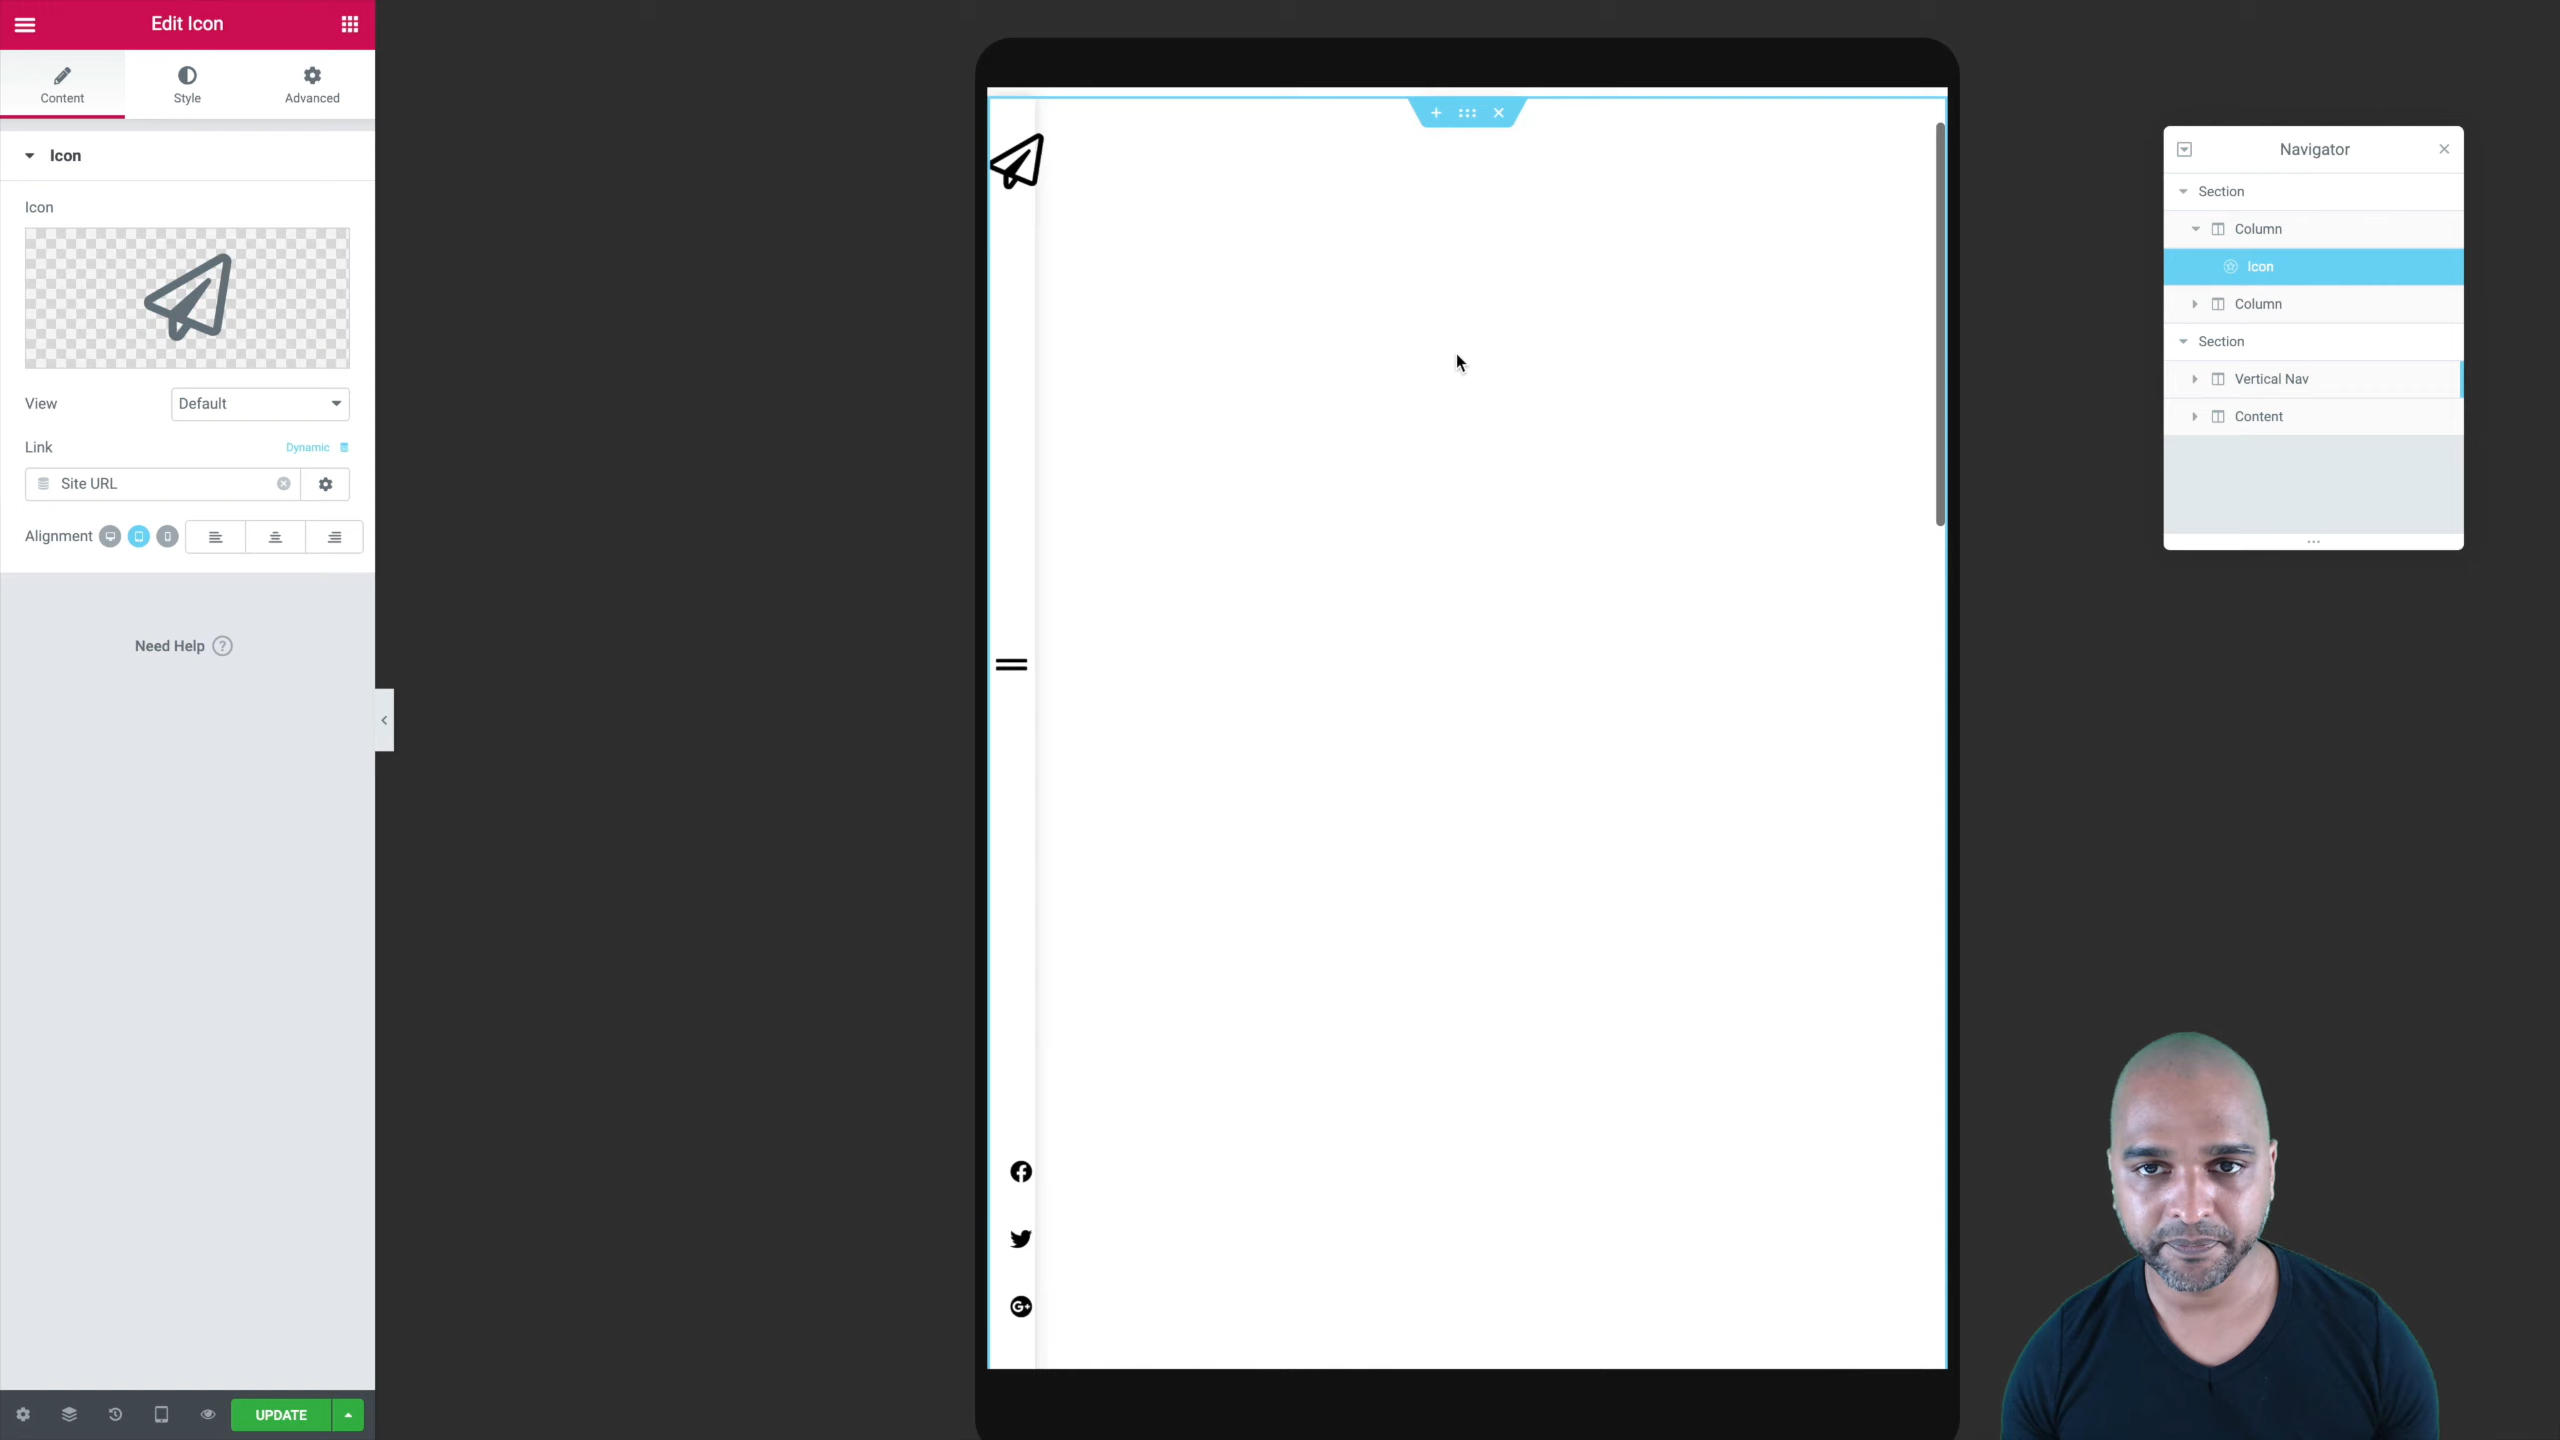 Edit Icon
Content
Style
Advanced
Icon
Icon
View
Default
Link
Dynamic
Site URL
Alignment
Need Help ?
UPDATE
Navigator
Section
Column
Icon
Column
Section
Vertical Nav
Content
G+